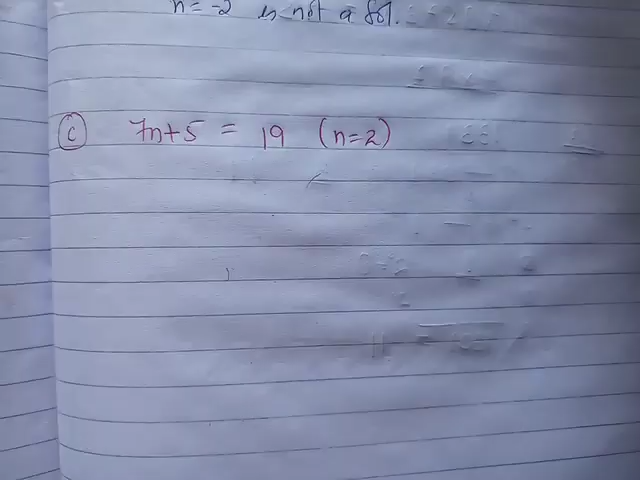 n = -2 is not a sol.
(c) 7n+5 = 19 (n=2)